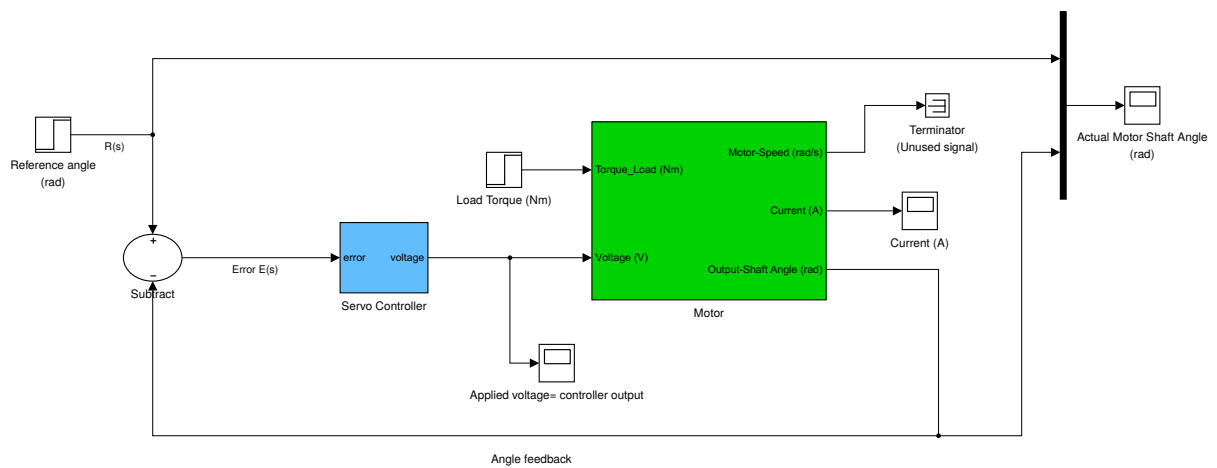 Reference angle
(rad)
R(s)
+
−
Subtract
Error E(s)
error
voltage
Servo Controller
Load Torque (Nm)
Torque_Load (Nm)
Voltage (V)
Motor-Speed (rad/s)
Current (A)
Output-Shaft Angle (rad)
Motor
Terminator
(Unused signal)
Current (A)
Actual Motor Shaft Angle
(rad)
Applied voltage= controller output
Angle feedback